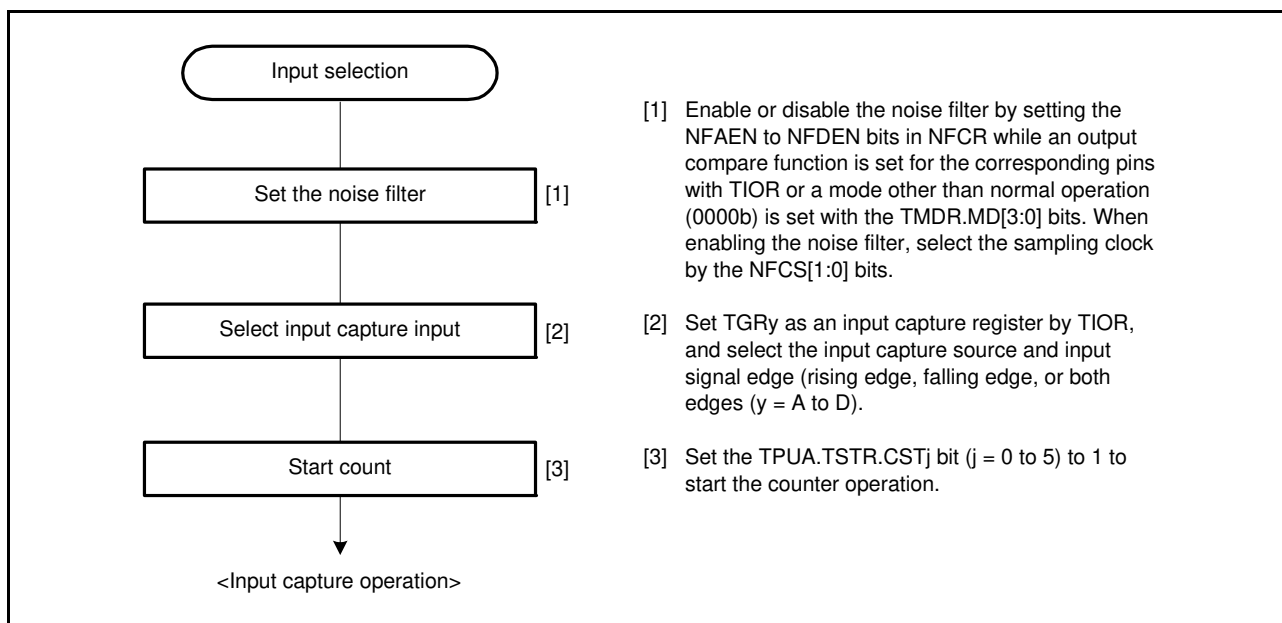 Input selection
Set the noise filter
[1]
Select input capture input
[2]
Start count
[3]
<Input capture operation>
[1] Enable or disable the noise filter by setting the
NFAEN to NFDEN bits in NFCR while an output
compare function is set for the corresponding pins
with TIOR or a mode other than normal operation
(0000b) is set with the TMDR.MD[3:0] bits. When
enabling the noise filter, select the sampling clock
by the NFCS[1:0] bits.
[2] Set TGRy as an input capture register by TIOR,
and select the input capture source and input
signal edge (rising edge, falling edge, or both
edges (y = A to D).
[3] Set the TPUA.TSTR.CSTj bit (j = 0 to 5) to 1 to
start the counter operation.